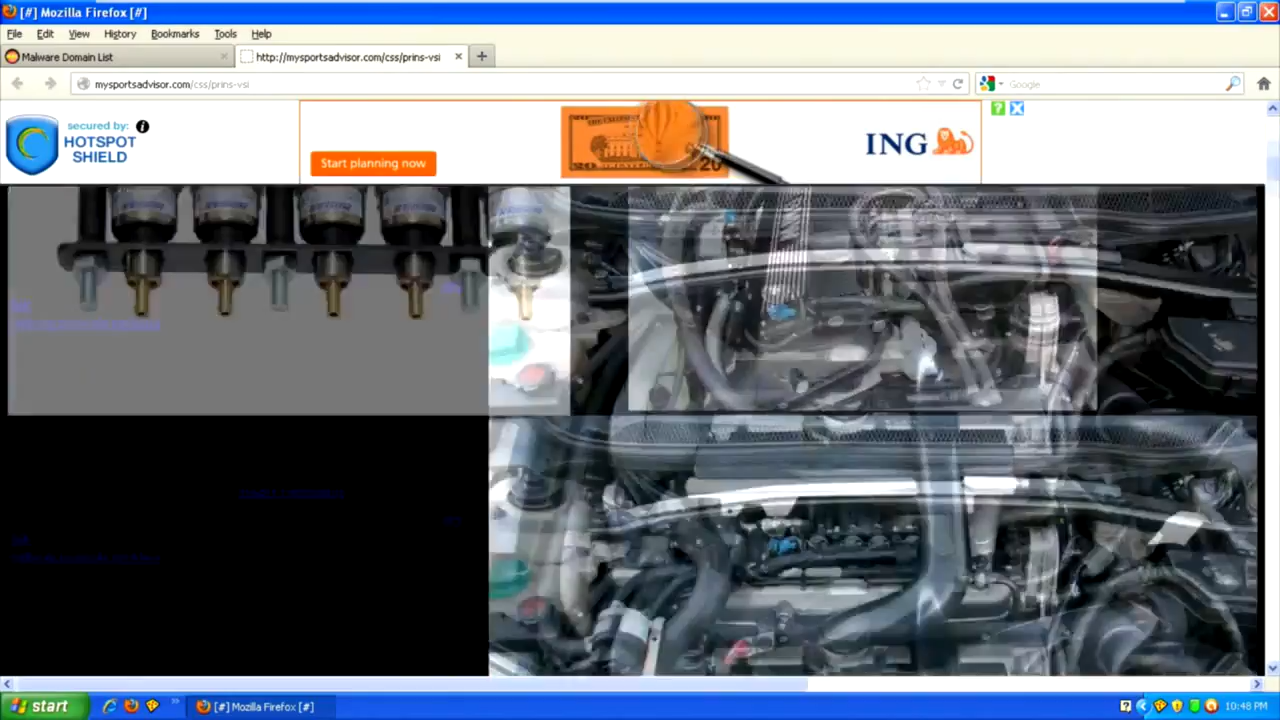 [#] Mozilla Firefox [#]
File Edit View History Bookmarks Tools Help
Malware Domain List
http://mysportsadvisor.com/css/prins-vsi
mysportsadvisor.com/css/prins-vsi
Google
secured by:
HOTSPOT
SHIELD
Start planning now
20
ING
start
[#] Mozilla Firefox [#]
10:48 PM